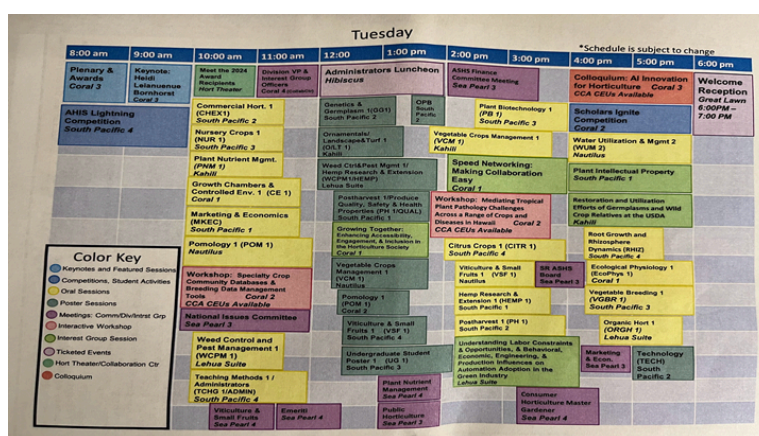 Tuesday
*Schedule is subject to change
8:00 am
9:00 am
10:00 am
11:00 am
12:00
1:00 pm
2:00 pm
3:00 pm
4:00 pm
5:00 pm
6:00 pm
Plenary &
Awards
Coral 3
Keynote:
Heidi
Leianuenue
Bornhorst
Coral 3
Meet the 2024
Award
Recipients
Hort Theater
Division VP &
Interest Group
Officers
Coral 4
Administrators Luncheon
Hibiscus
ASHS Finance
Committee Meeting
Sea Pearl 3
Colloquium: AI Innovation
for Horticulture Coral 3
CCA CEUs Available
Welcome
Reception
Great Lawn
6:00PM –
7:00 PM
AHIS Lightning
Competition
South Pacific 4
Commercial Hort. 1
(CHEX1)
South Pacific 2
Genetics &
Germplasm 1(GG1)
South Pacific 2
OPB
South
Pacific
2
Plant Biotechnology 1
(PB 1)
South Pacific 3
Scholars Ignite
Competition
Coral 2
Nursery Crops 1
(NUR 1)
South Pacific 3
Ornamentals/
Landscape&Turf 1
(O/LT 1)
Kahili
Vegetable Crops Management 1
(VCM 1)
Kahili
Water Utilization & Mgmt 2
(WUM 2)
Nautilus
Plant Nutrient Mgmt.
(PNM 1)
Kahili
Weed Ctrl&Pest Mgmt 1/
Hemp Research & Extension
(WCPM 1/HEMP)
Lehua Suite
Speed Networking:
Making Collaboration
Easy
Coral 1
Plant Intellectual Property
South Pacific 1
Growth Chambers &
Controlled Env. 1 (CE 1)
Coral 1
Postharvest 1/Produce
Quality, Safety & Health
Properties (PH 1/QUAL)
South Pacific 1
Workshop: Mediating Tropical
Plant Pathology Challenges
Across a Range of Crops and
Diseases in Hawaii Coral 2
CCA CEUs Available
Restoration and Utilization
Efforts of Germplasms and Wild
Crop Relatives at the USDA
Kahili
Marketing & Economics
(MKEC)
South Pacific 1
Growing Together:
Enhancing Accessibility,
Engagement, & Inclusion in
the Horticulture Society
Coral 1
Root Growth and
Rhizosphere
Dynamics (RHIZ)
South Pacific 4
Pomology 1 (POM 1)
Nautilus
Citrus Crops 1 (CITR 1)
South Pacific 4
Workshop: Specialty Crop
Community Databases &
Breeding Data Management
Tools Coral 2
CCA CEUs Available
Vegetable Crops
Management 1
(VCM 1)
Nautilus
Viticulture & Small
Fruits 1 (VSF 1)
Nautilus
SR ASHS
Board
Sea Pearl 3
Ecological Physiology 1
(EcoPhys 1)
Coral 1
Pomology 1
(POM 1)
Coral 2
Hemp Research &
Extension 1 (HEMP 1)
South Pacific 1
Vegetable Breeding 1
(VGBR 1)
South Pacific 3
National Issues Committee
Sea Pearl 3
Viticulture & Small
Fruits 1 (VSF 1)
South Pacific 4
Postharvest 1 (PH 1)
South Pacific 2
Organic Hort 1
(ORGH 1)
Lehua Suite
Weed Control and
Pest Management 1
(WCPM 1)
Lehua Suite
Undergraduate Student
Poster 1 (UG 1)
South Pacific 3
Understanding Labor Constraints
& Opportunities, & Behavioral,
Economic, Engineering, &
Production Influences on
Automation Adoption in the
Green Industry
Lehua Suite
Marketing
& Econ.
Sea Pearl 3
Technology
(TECH)
South
Pacific 2
Teaching Methods 1 /
Administrators
(TCHG 1/ADMIN)
South Pacific 4
Plant Nutrient
Management
Sea Pearl 4
Consumer
Horticulture Master
Gardener
Sea Pearl 4
Viticulture &
Small Fruits
Sea Pearl 4
Emeriti
Sea Pearl 4
Public
Horticulture
Color Key
Keynotes and Featured Sessions
Competitions, Student Activities
Oral Sessions
Poster Sessions
Meetings: Comm/Div/Intrst Grp
Interactive Workshop
Interest Group Session
Ticketed Events
Hort Theater/Collaboration Ctr
Colloquium